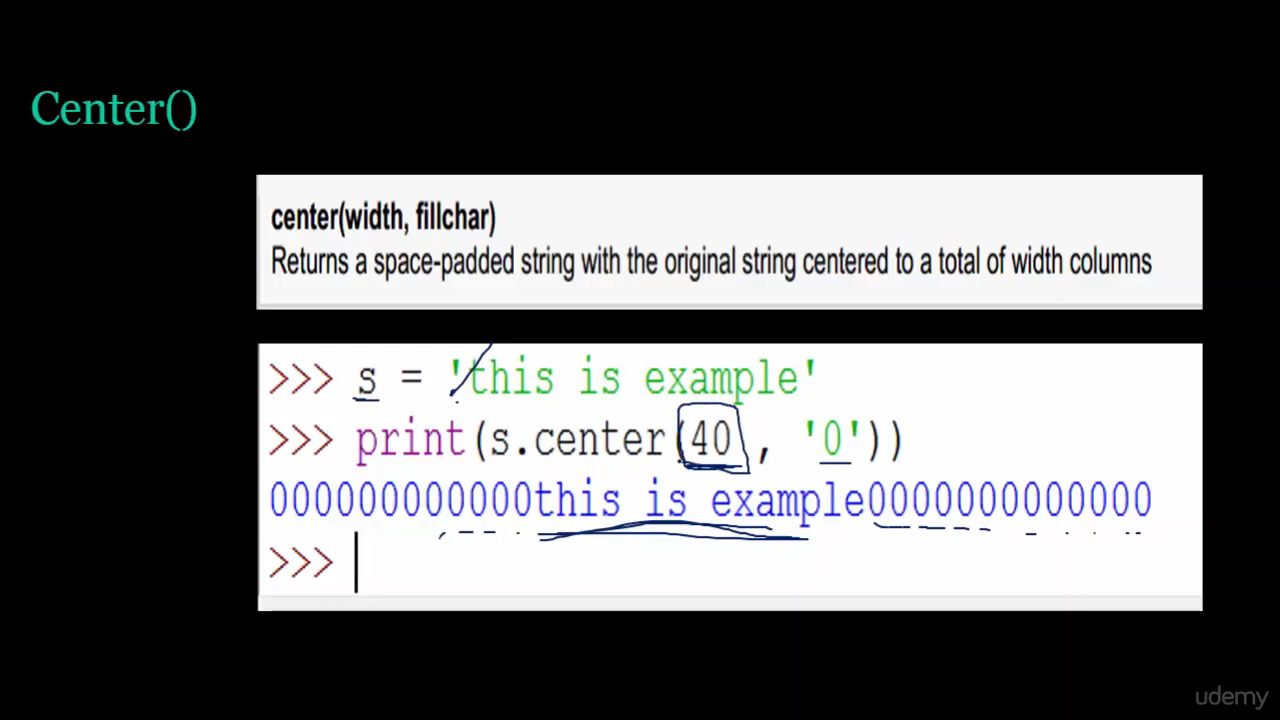 Center()
center(width, fillchar)
Returns a space-padded string with the original string centered to a total of width columns
>>> s = 'this is example'
>>> print(s.center(40 , '0'))
000000000000this is example0000000000000
>>>
udemy